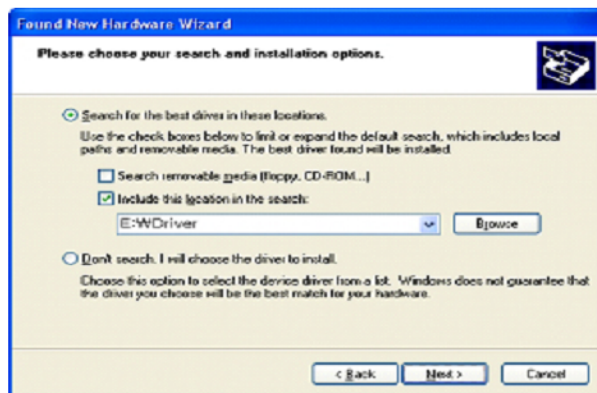 Found New Hardware Wizard
Please choose your search and installation options.
Search for the best driver in these locations.
Use the check boxes below to limit or expand the default search, which includes local
paths and removable media. The best driver found will be installed.
Search removable media (floppy, CD-ROM...)
Include this location in the search:
E:₩Driver
Browse
Don't search. I will choose the driver to install.
Choose this option to select the device driver from a list. Windows does not guarantee that
the driver you choose will be the best match for your hardware.
< Back
Next >
Cancel